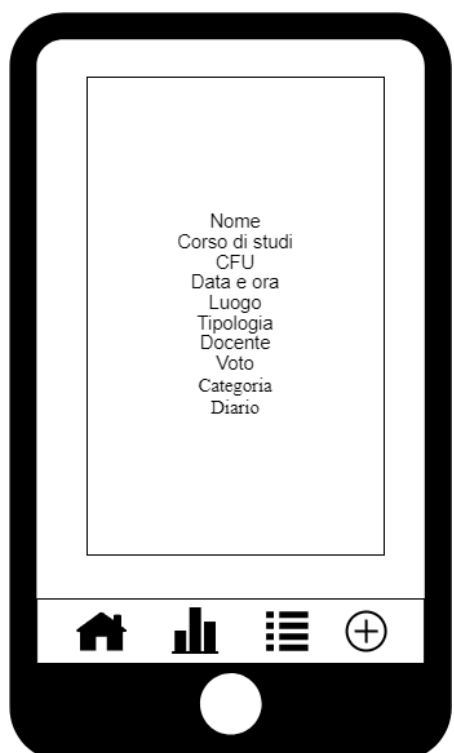 Nome
Corso di studi
CFU
Data e ora
Luogo
Tipologia
Docente
Voto
Categoria
Diario